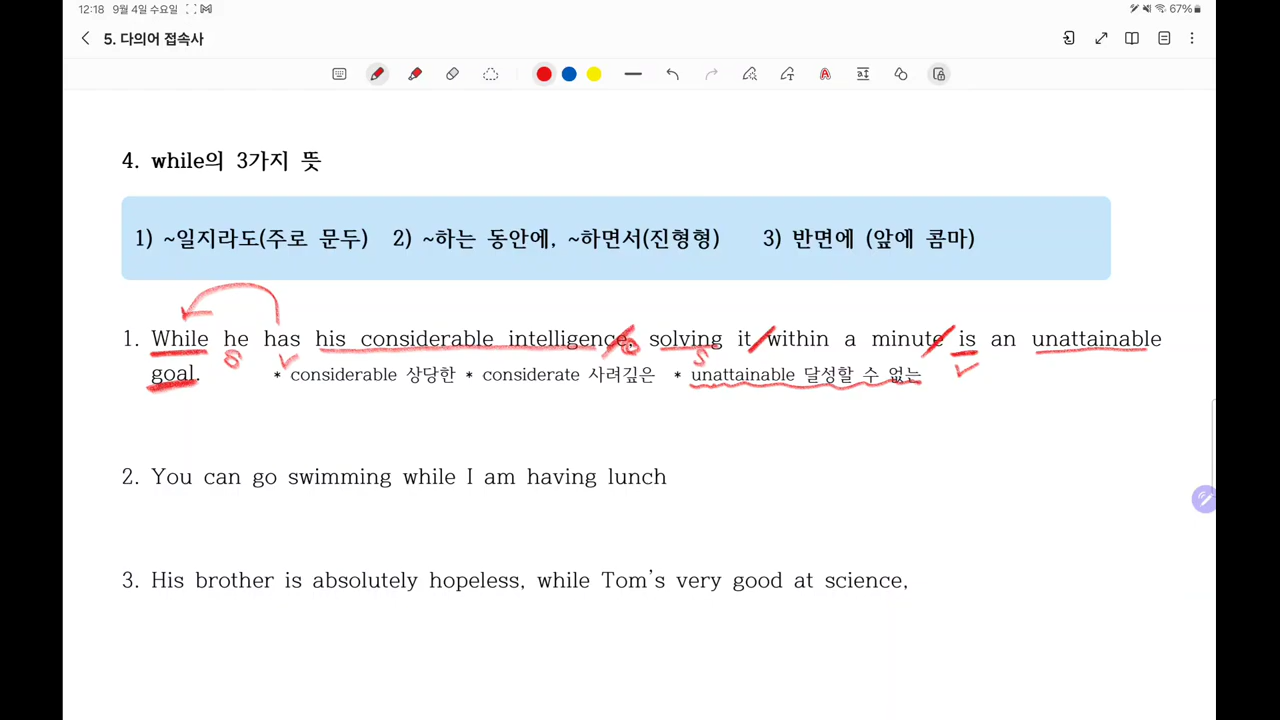 12:18 9월 4일 수요일 67%
5. 다의어 접속사
4. while의 3가지 뜻
1) ~일지라도(주로 문두) 2) ~하는 동안에, ~하면서(진형형) 3) 반면에 (앞에 콤마)
1. While he has his considerable intelligence, solving it within a minute is an unattainable
S V S V
goal. * considerable 상당한 * considerate 사려깊은 * unattainable 달성할 수 없는
2. You can go swimming while I am having lunch
3. His brother is absolutely hopeless, while Tom's very good at science,